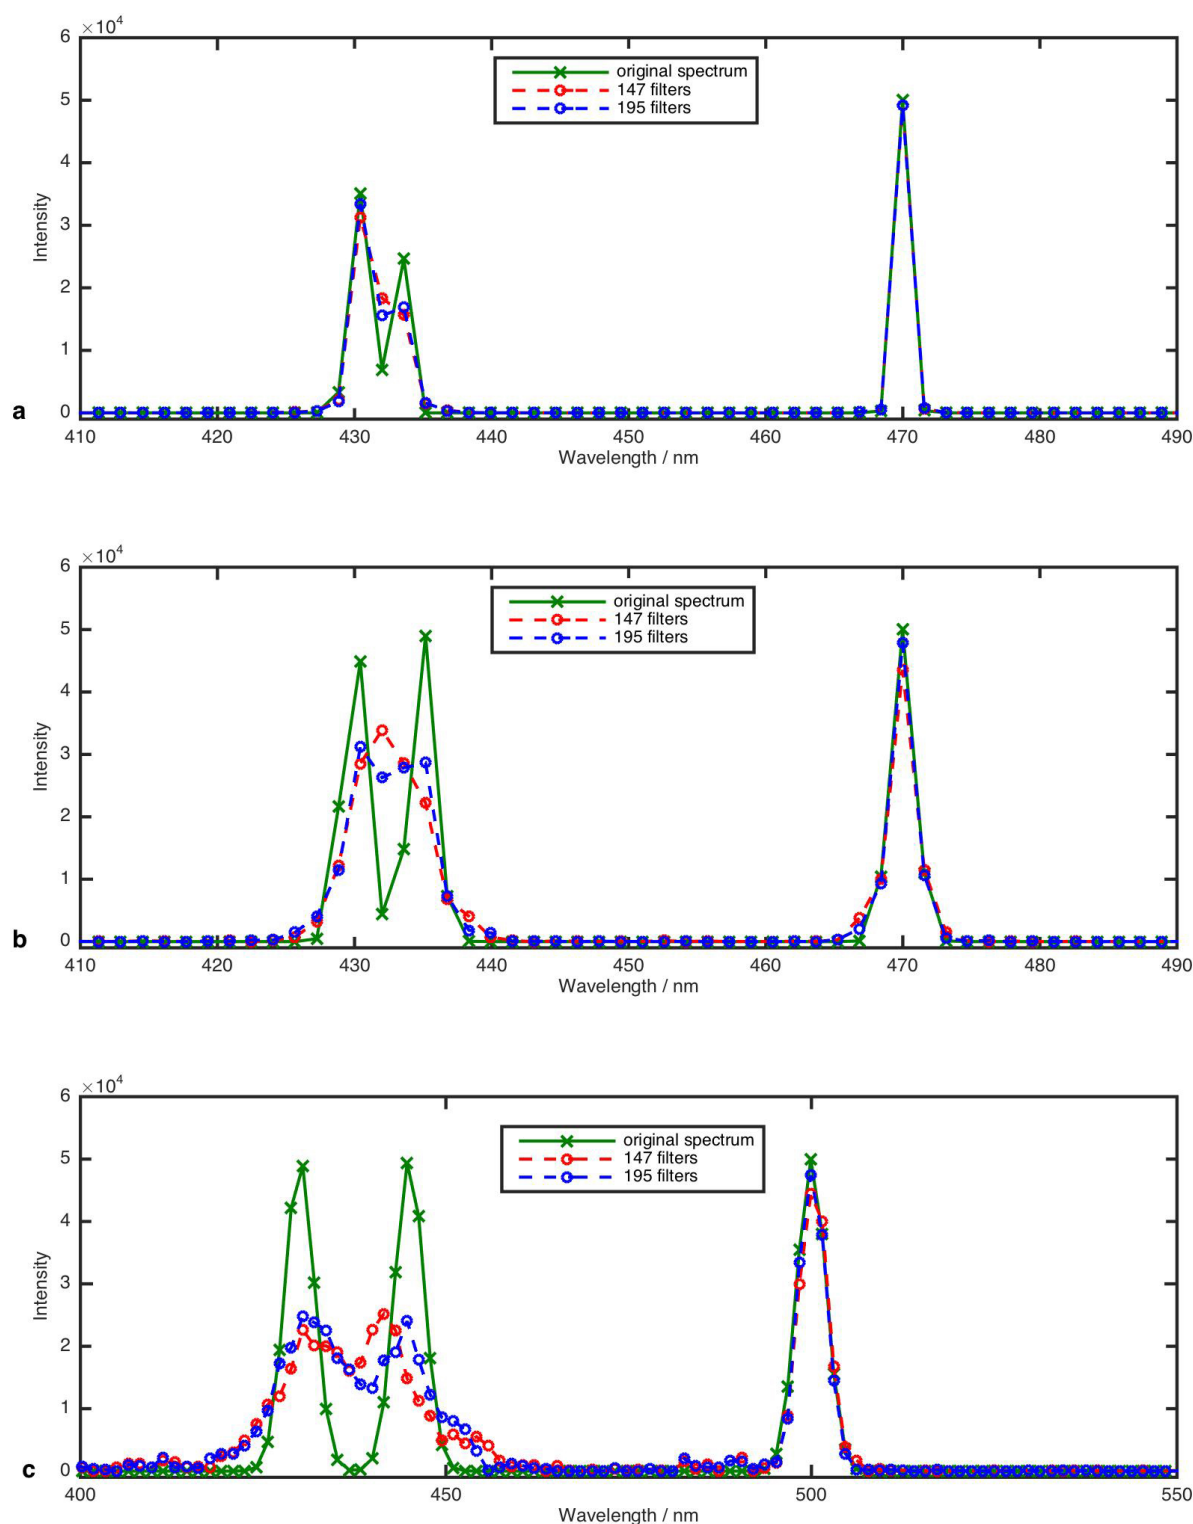 ×10⁴
6
original spectrum
147 filters
195 filters
5
4
3
2
1
0
Intensity
a
410 420 430 440 450 460 470 480 490
Wavelength / nm
×10⁴
6
original spectrum
147 filters
195 filters
5
4
3
2
1
0
Intensity
b
410 420 430 440 450 460 470 480 490
Wavelength / nm
×10⁴
6
original spectrum
147 filters
195 filters
5
4
3
2
1
0
Intensity
c
400 450 500 550
Wavelength / nm